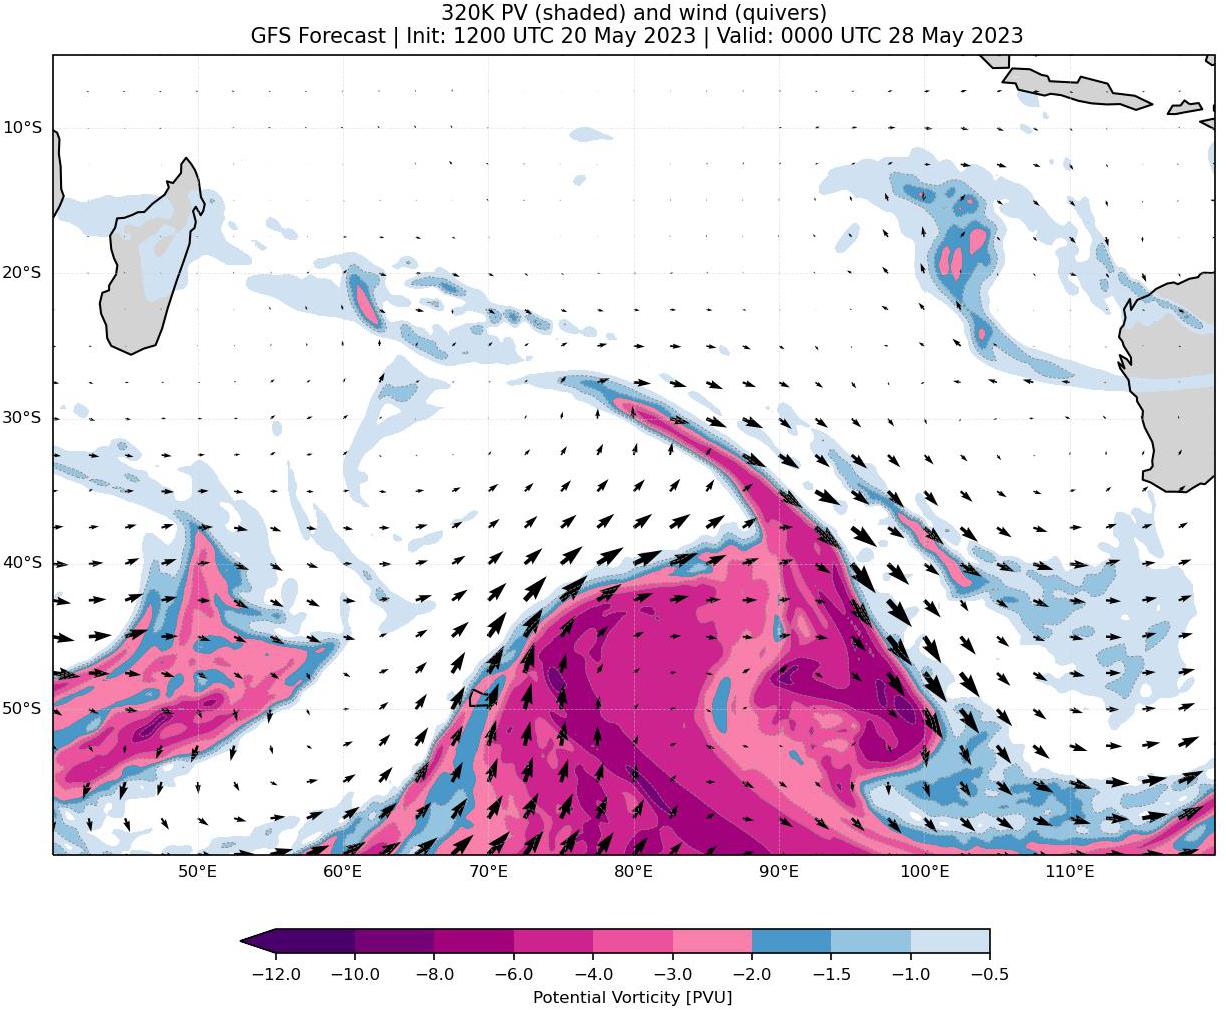 320K PV (shaded) and wind (quivers)
GFS Forecast | Init: 1200 UTC 20 May 2023 | Valid: 0000 UTC 28 May 2023
10°S
20°S
30°S
40°S
50°S
50°E 60°E 70°E 80°E 90°E 100°E 110°E
−12.0 −10.0 −8.0 −6.0 −4.0 −3.0 −2.0 −1.5 −1.0 −0.5
Potential Vorticity [PVU]